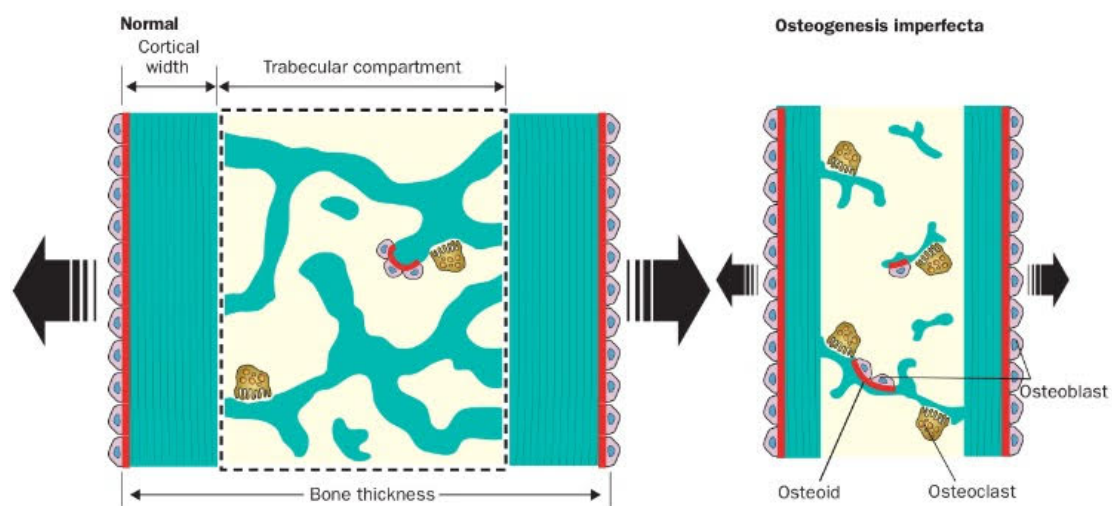 Normal
Cortical
width
Trabecular compartment
Bone thickness
Osteogenesis imperfecta
Osteoblast
Osteoid
Osteoclast